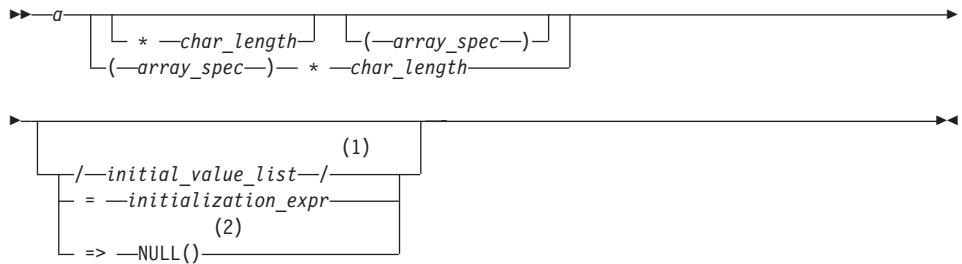 a
* char_length (array_spec)
(array_spec) * char_length
(1)
/initial_value_list/
= initialization_expr
(2)
=> NULL()